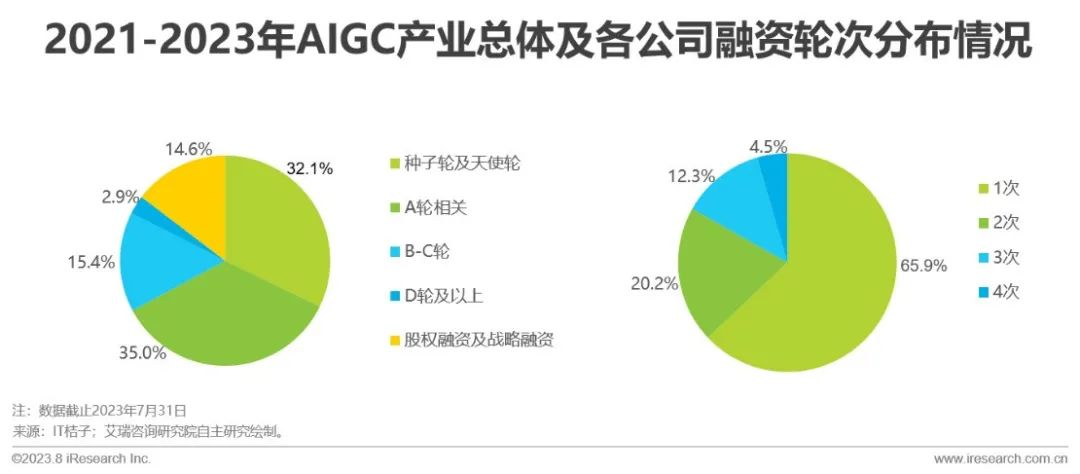 2021-2023年AIGC产业总体及各公司融资轮次分布情况
14.6%
32.1%
2.9%
15.4%
35.0%
种子轮及天使轮
A轮相关
B-C轮
D轮及以上
股权融资及战略融资
4.5%
12.3%
20.2%
65.9%
1次
2次
3次
4次
注：数据截止2023年7月31日
来源：IT桔子；艾瑞咨询研究院自主研究绘制。
©2023.8 iResearch Inc.
www.iresearch.com.cn